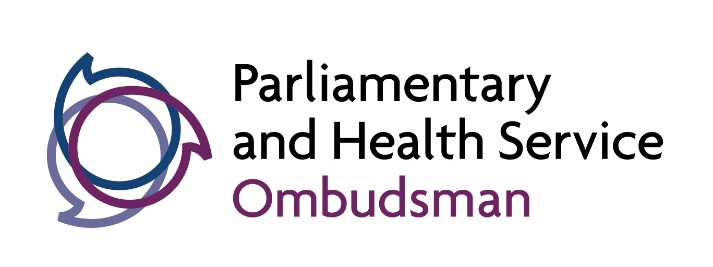 Parliamentary
and Health Service
Ombudsman